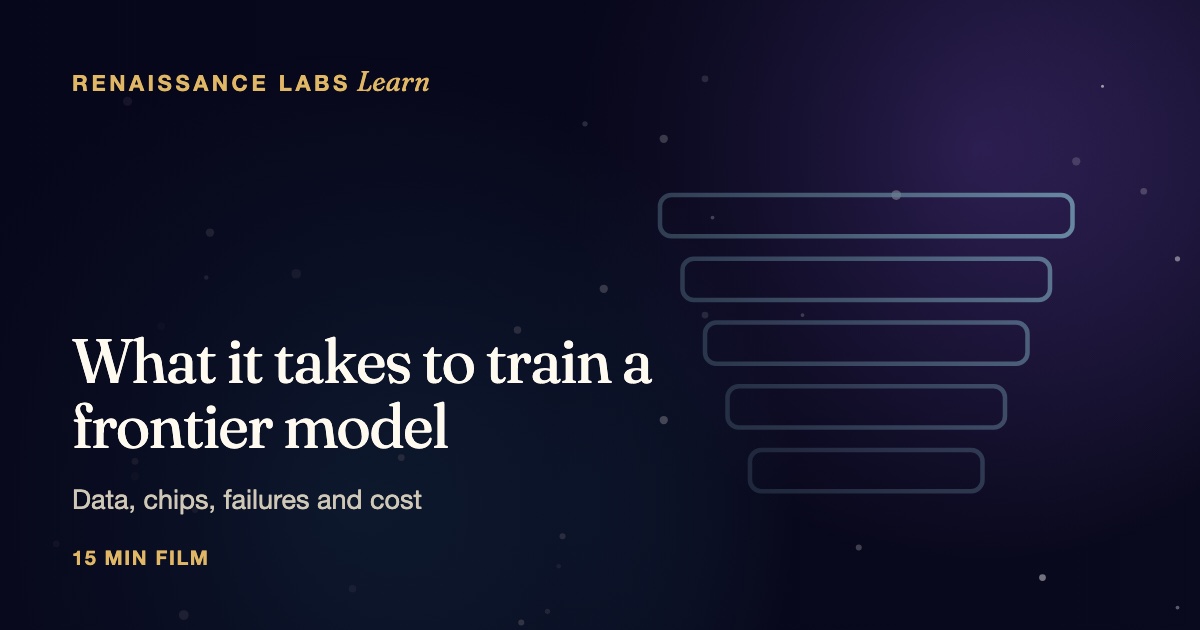 RENAISSANCE LABS Learn
What it takes to train a
frontier model
Data, chips, failures and cost
15 MIN FILM